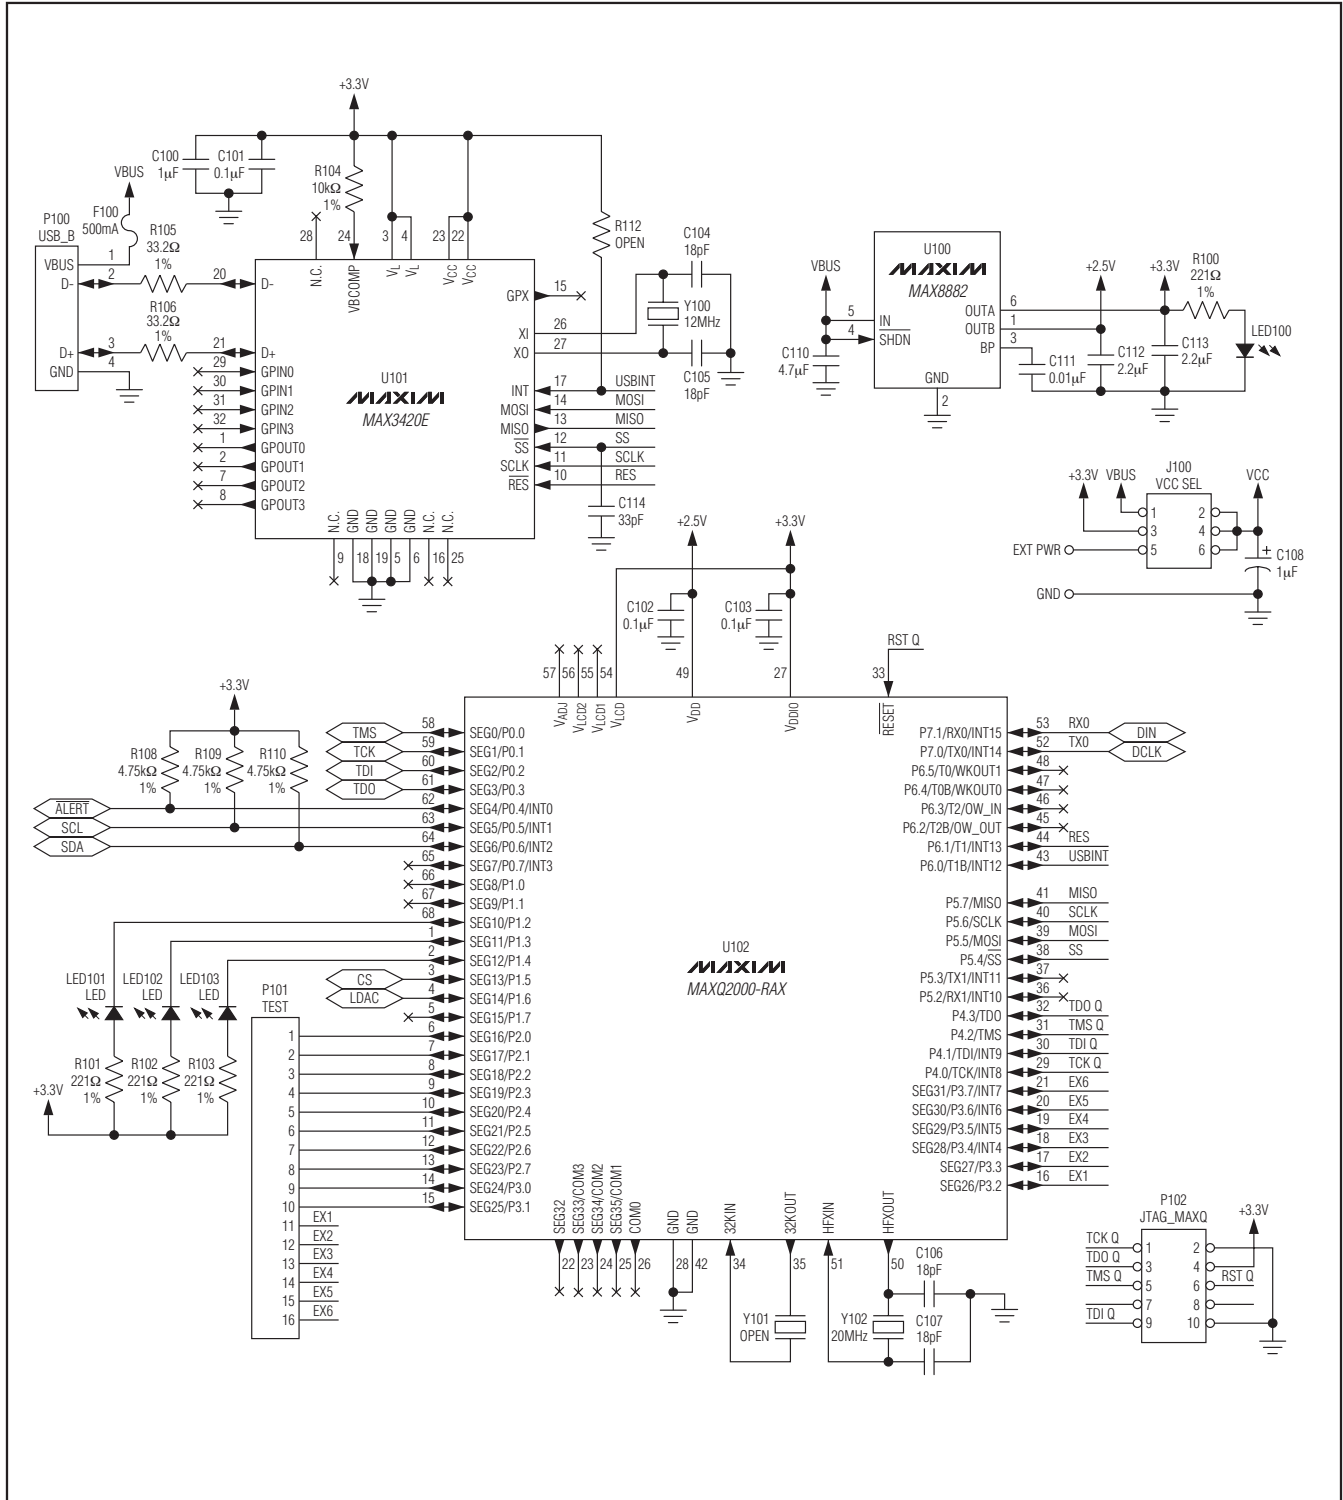 +3.3V
C100
1μF
C101
0.1μF
R104
10kΩ
1%
VBUS
F100
500mA
P100
USB_B
R105
33.2Ω
1%
R106
33.2Ω
1%
VBUS
1
D-
2
20
D-
D+
3
21
D+
GND
4
28
24
3
4
23
22
N.C.
VBCOMP
VL
VL
VCC
VCC
R112
OPEN
C104
18pF
Y100
12MHz
C105
18pF
29 GPIN0
30 GPIN1
31 GPIN2
32 GPIN3
1 GPOUT0
2 GPOUT1
7 GPOUT2
8 GPOUT3
U101
MAXIM
MAX3420E
GPX 15
XI 26
XO 27
INT 17 USBINT
MOSI 14 MOSI
MISO 13 MISO
SS 12 SS
SCLK 11 SCLK
RES 10 RES
N.C.
GND
GND
GND
GND
N.C.
N.C.
9
18
19
5
6
16
25
C114
33pF
U100
MAXIM
MAX8882
VBUS
5 IN
4 SHDN
C110
4.7μF
OUTA 6
OUTB 1
BP 3
GND
2
+2.5V
+3.3V
R100
221Ω
1%
LED100
C111
0.01μF
C112
2.2μF
C113
2.2μF
J100
VCC SEL
+3.3V
VBUS
VCC
1 2
3 4
EXT PWR 5 6
GND
+
C108
1μF
+2.5V
+3.3V
C102
0.1μF
C103
0.1μF
RST Q
57
56
55
54
49
27
33
VADJ
VLCD2
VLCD1
VLCD
VDD
VDDIO
RESET
+3.3V
R108
4.75kΩ
1%
R109
4.75kΩ
1%
R110
4.75kΩ
1%
TMS 58 SEG0/P0.0
TCK 59 SEG1/P0.1
TDI 60 SEG2/P0.2
TDO 61 SEG3/P0.3
ALERT 62 SEG4/P0.4/INT0
SCL 63 SEG5/P0.5/INT1
SDA 64 SEG6/P0.6/INT2
65 SEG7/P0.7/INT3
66 SEG8/P1.0
67 SEG9/P1.1
68 SEG10/P1.2
1 SEG11/P1.3
2 SEG12/P1.4
CS 3 SEG13/P1.5
LDAC 4 SEG14/P1.6
5 SEG15/P1.7
6 SEG16/P2.0
7 SEG17/P2.1
8 SEG18/P2.2
9 SEG19/P2.3
10 SEG20/P2.4
11 SEG21/P2.5
12 SEG22/P2.6
13 SEG23/P2.7
14 SEG24/P3.0
15 SEG25/P3.1
LED101
LED
LED102
LED
LED103
LED
R101
221Ω
1%
R102
221Ω
1%
R103
221Ω
1%
+3.3V
P101
TEST
1
2
3
4
5
6
7
8
9
10
11 EX1
12 EX2
13 EX3
14 EX4
15 EX5
16 EX6
U102
MAXIM
MAXQ2000-RAX
P7.1/RX0/INT15 53 RX0 DIN
P7.0/TX0/INT14 52 TX0 DCLK
P6.5/T0/WKOUT1 48
P6.4/T0B/WKOUT0 47
P6.3/T2/OW_IN 46
P6.2/T2B/OW_OUT 45
P6.1/T1/INT13 44 RES
P6.0/T1B/INT12 43 USBINT
P5.7/MISO 41 MISO
P5.6/SCLK 40 SCLK
P5.5/MOSI 39 MOSI
P5.4/SS 38 SS
P5.3/TX1/INT11 37
P5.2/RX1/INT10 36
P4.3/TDO 32 TDO Q
P4.2/TMS 31 TMS Q
P4.1/TDI/INT9 30 TDI Q
P4.0/TCK/INT8 29 TCK Q
SEG31/P3.7/INT7 21 EX6
SEG30/P3.6/INT6 20 EX5
SEG29/P3.5/INT5 19 EX4
SEG28/P3.4/INT4 18 EX3
SEG27/P3.3 17 EX2
SEG26/P3.2 16 EX1
SEG32
SEG33/COM3
SEG34/COM2
SEG35/COM1
COM0
GND
GND
32KIN
32KOUT
HFXIN
HFXOUT
22
23
24
25
26
28
42
34
35
51
50
Y101
OPEN
Y102
20MHz
C106
18pF
C107
18pF
P102
JTAG_MAXQ
+3.3V
TCK Q 1 2
TDO Q 3 4
TMS Q 5 6 RST Q
7 8
TDI Q 9 10